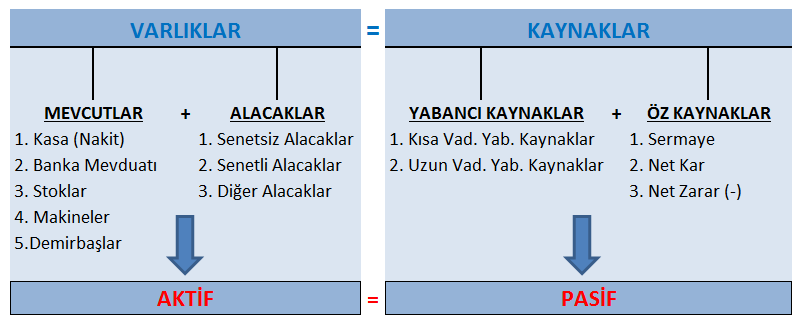 VARLIKLAR = KAYNAKLAR
MEVCUTLAR + ALACAKLAR
1. Kasa (Nakit)
2. Banka Mevduatı
3. Stoklar
4. Makineler
5.Demirbaşlar
1. Senetsiz Alacaklar
2. Senetli Alacaklar
3. Diğer Alacaklar
YABANCI KAYNAKLAR + ÖZ KAYNAKLAR
1. Kısa Vad. Yab. Kaynaklar
2. Uzun Vad. Yab. Kaynaklar
1. Sermaye
2. Net Kar
3. Net Zarar (-)
AKTİF = PASİF